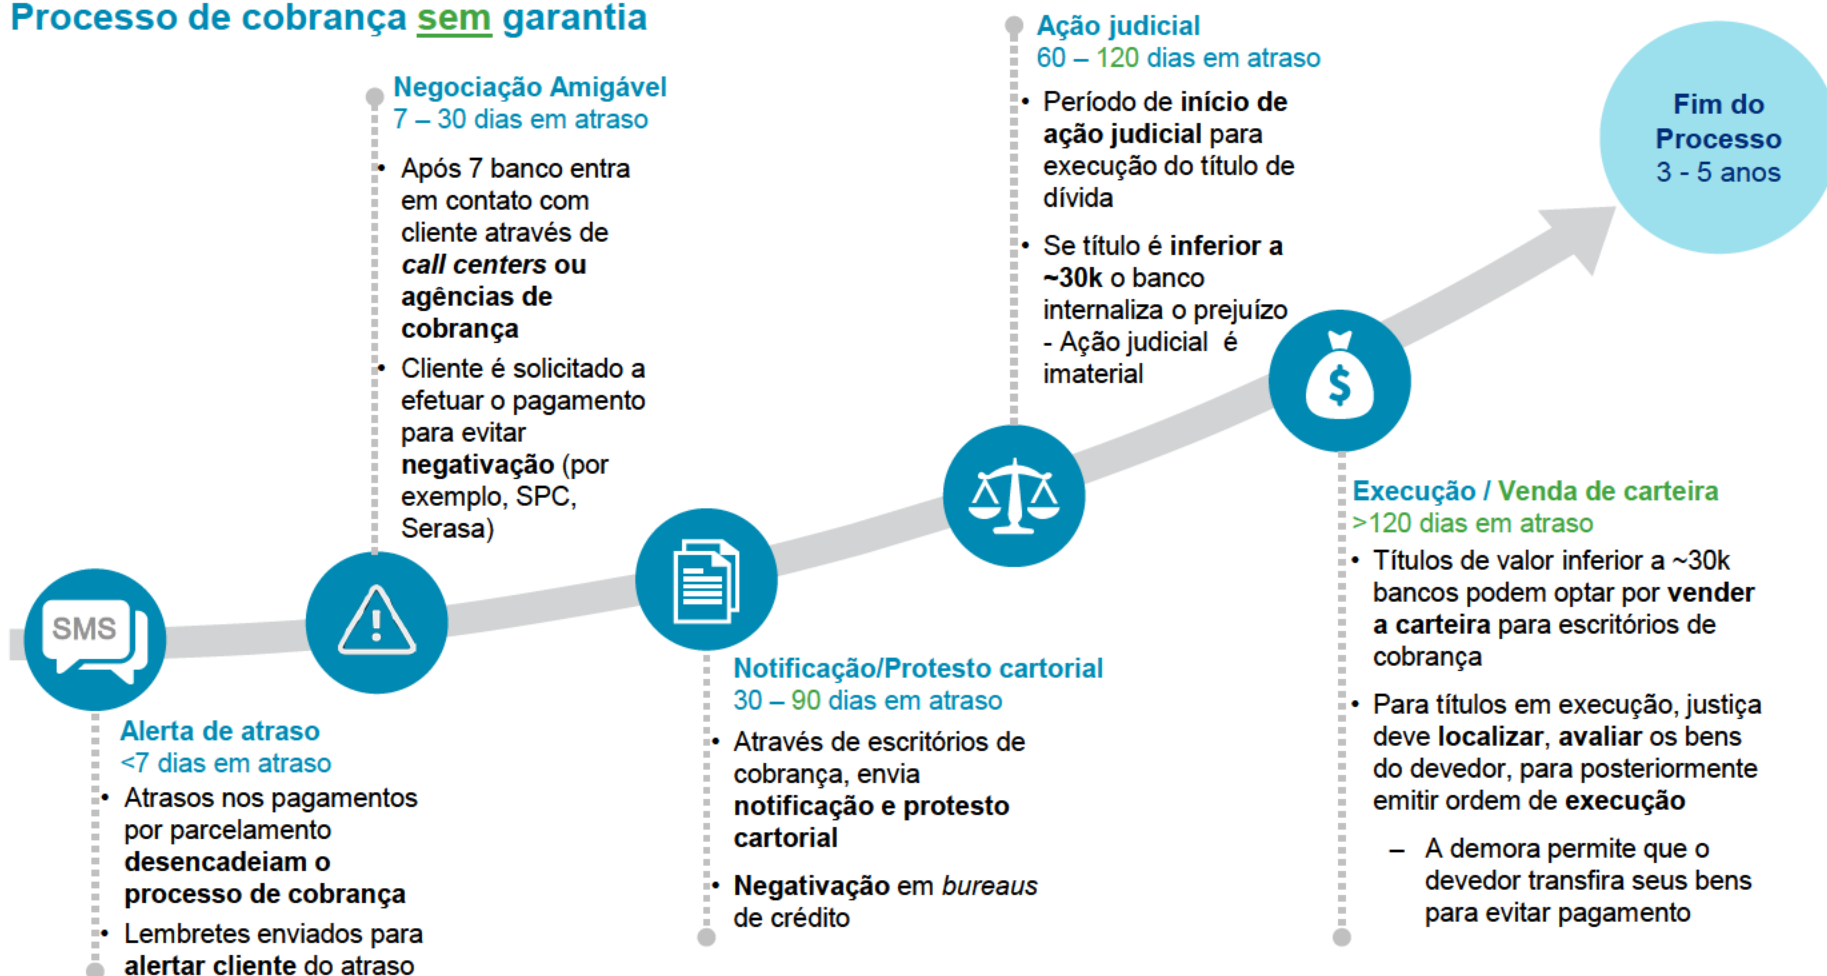 Processo de cobrança sem garantia
Negociação Amigável
7 – 30 dias em atraso
• Após 7 banco entra
em contato com
cliente através de
call centers ou
agências de
cobrança
• Cliente é solicitado a
efetuar o pagamento
para evitar
negativação (por
exemplo, SPC,
Serasa)
Ação judicial
60 – 120 dias em atraso
• Período de início de
ação judicial para
execução do título de
dívida
• Se título é inferior a
~30k o banco
internaliza o prejuízo
- Ação judicial é
imaterial
Fim do
Processo
3 - 5 anos
SMS
Alerta de atraso
<7 dias em atraso
• Atrasos nos pagamentos
por parcelamento
desencadeiam o
processo de cobrança
• Lembretes enviados para
alertar cliente do atraso
Notificação/Protesto cartorial
30 – 90 dias em atraso
• Através de escritórios de
cobrança, envia
notificação e protesto
cartorial
• Negativação em bureaus
de crédito
$
Execução / Venda de carteira
>120 dias em atraso
• Títulos de valor inferior a ~30k
bancos podem optar por vender
a carteira para escritórios de
cobrança
• Para títulos em execução, justiça
deve localizar, avaliar os bens
do devedor, para posteriormente
emitir ordem de execução
– A demora permite que o
devedor transfira seus bens
para evitar pagamento